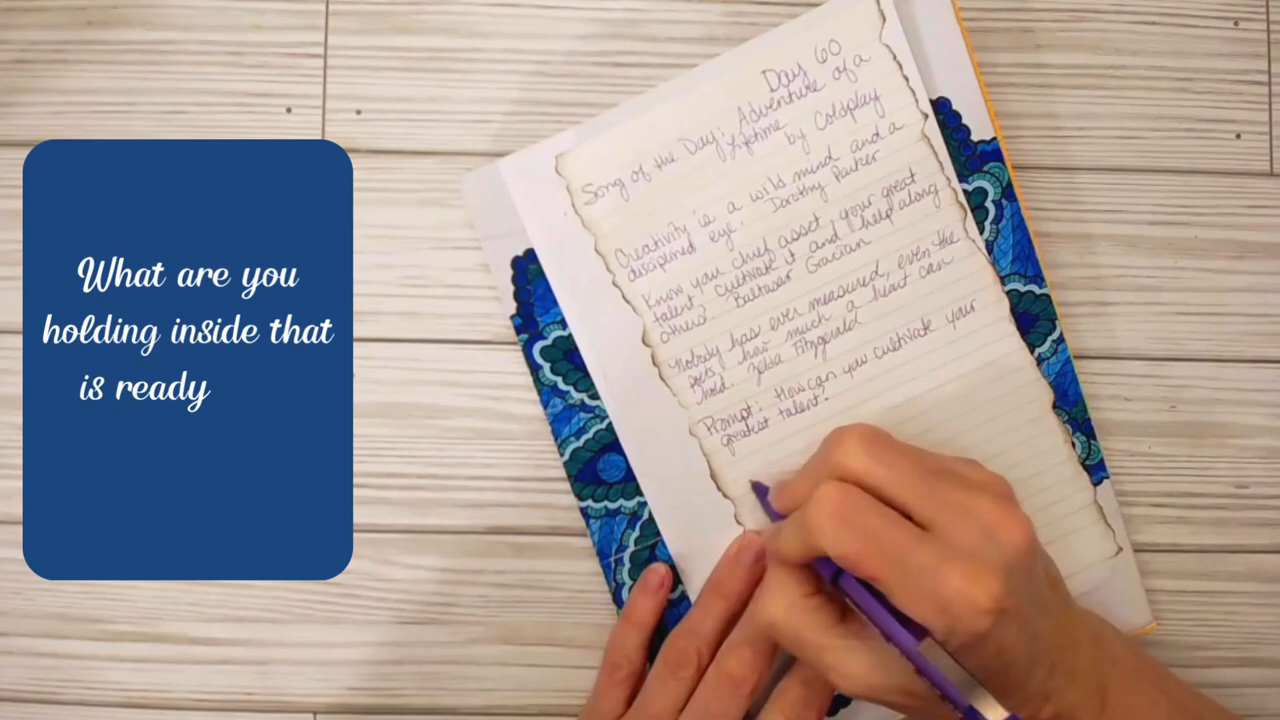 What are you
holding inside that
is ready
Day 60
Song of the Day: Adventure of a
Lifetime by Coldplay
Creativity is a wild mind and a
disciplined eye. Dorothy Parker
Know you chief asset, your great
talent, cultivate it and help along
others. Baltasar Gracian
Nobody has ever measured, even the
poets, how much a heart can
hold. Zelda Fitzgerald
Prompt: How can you cultivate your
greatest talent?